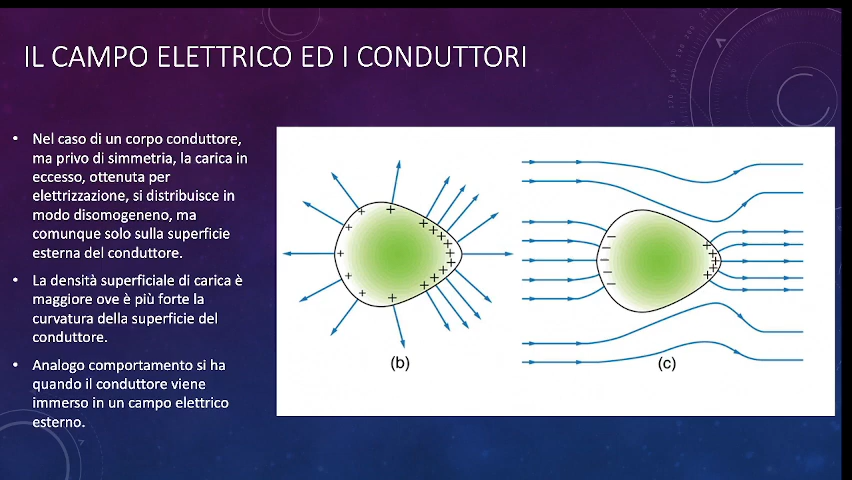 IL CAMPO ELETTRICO ED I CONDUTTORI
• Nel caso di un corpo conduttore,
ma privo di simmetria, la carica in
eccesso, ottenuta per
elettrizzazione, si distribuisce in
modo disomogeneno, ma
comunque solo sulla superficie
esterna del conduttore.
• La densità superficiale di carica è
maggiore ove è più forte la
curvatura della superficie del
conduttore.
• Analogo comportamento si ha
quando il conduttore viene
immerso in un campo elettrico
esterno.
(b)
(c)